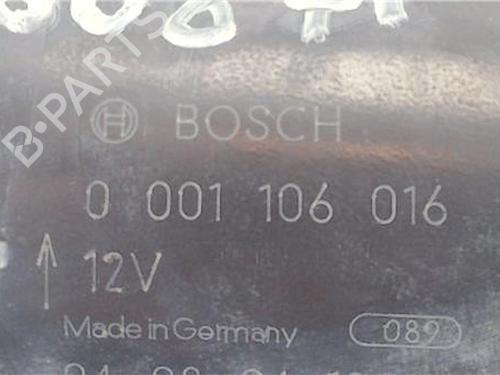 BOSCH
0 001 106 016
12V
Made in Germany 089
B-PARTS